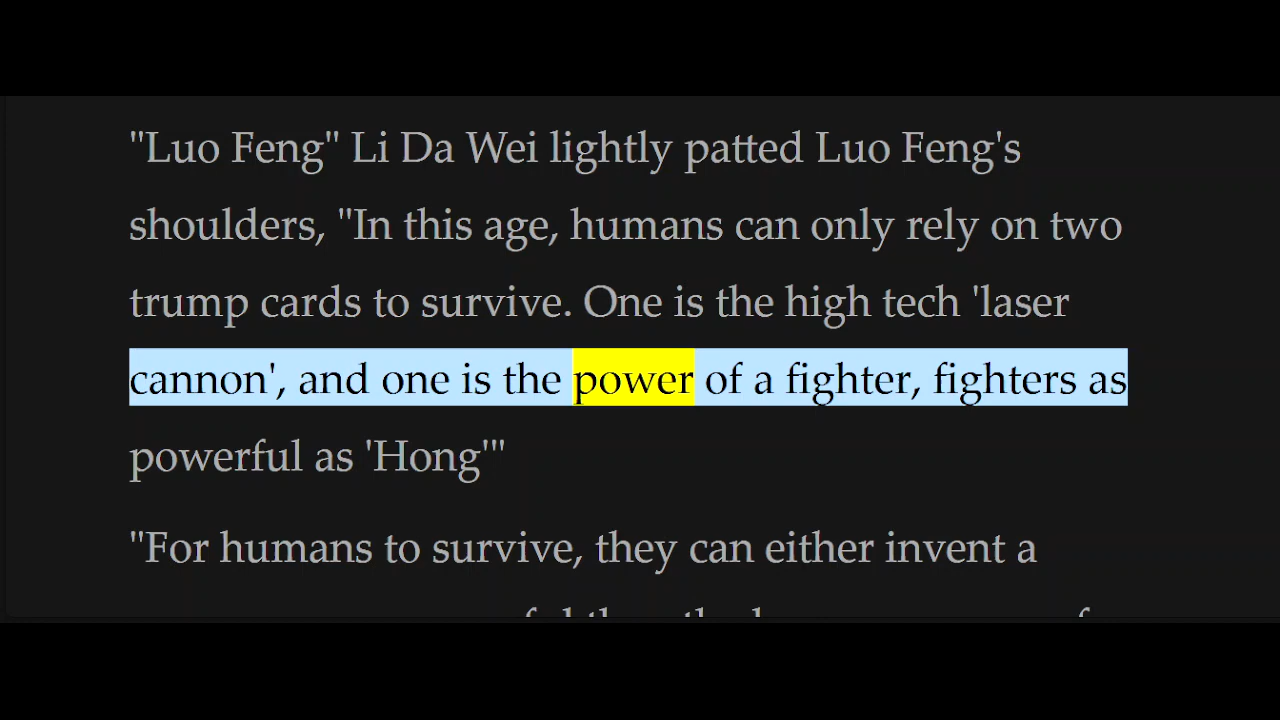 "Luo Feng" Li Da Wei lightly patted Luo Feng's
shoulders, "In this age, humans can only rely on two
trump cards to survive. One is the high tech 'laser
cannon', and one is the power of a fighter, fighters as
powerful as 'Hong'"
"For humans to survive, they can either invent a